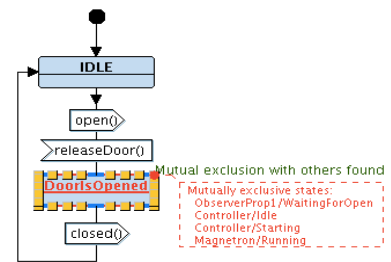 IDLE
open()
releaseDoor()
Mutual exclusion with others found
DoorIsOpened
Mutually exclusive states:
ObserverProp1/WaitingForOpen
Controller/Idle
Controller/Starting
Magnetron/Running
closed()